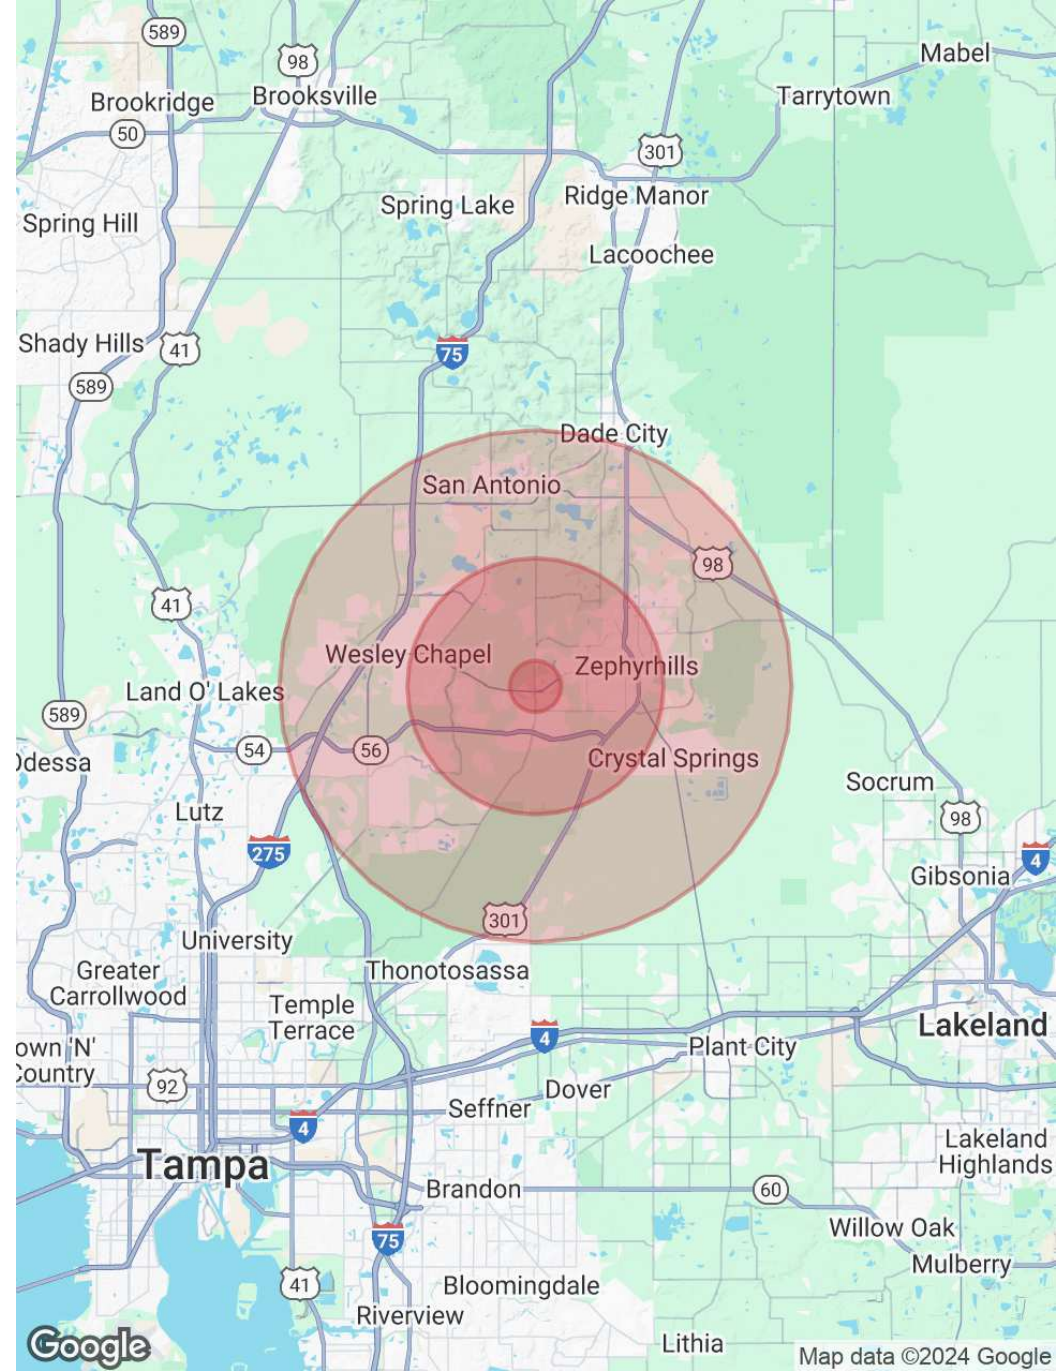 589
98
Mabel
Brookridge
Brooksville
Tarrytown
50
301
Ridge Manor
Spring Lake
Spring Hill
Lacoochee
Shady Hills
41
75
589
Dade City
San Antonio
98
41
Wesley Chapel
Zephyrhills
Land O' Lakes
589
54
56
Crystal Springs
Odessa
Socrum
Lutz
98
275
4
Gibsonia
301
University
Thonotosassa
Greater
Carrollwood
Temple
Terrace
Lakeland
4
Plant City
own 'N'
Country
92
Dover
Seffner
4
Lakeland
Highlands
Tampa
Brandon
60
Willow Oak
75
Mulberry
41
Bloomingdale
Riverview
Lithia
Google
Map data ©2024 Google